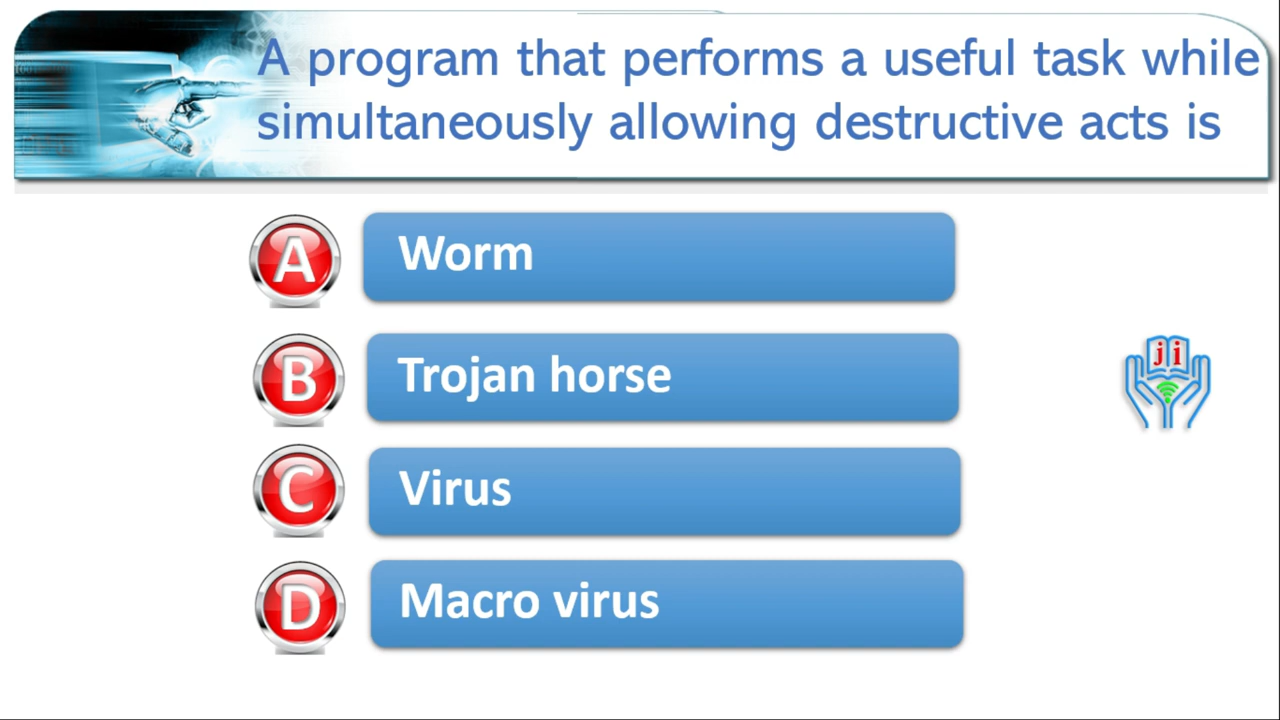 A program that performs a useful task while
simultaneously allowing destructive acts is
A Worm
B Trojan horse
ji
C Virus
D Macro virus